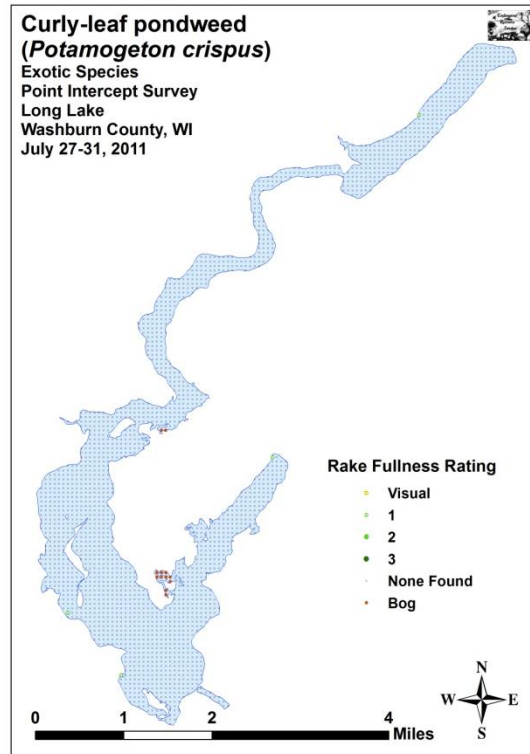 Curly-leaf pondweed
(Potamogeton crispus)
Exotic Species
Point Intercept Survey
Long Lake
Washburn County, WI
July 27-31, 2011
Rake Fullness Rating
Visual
1
2
3
None Found
Bog
N
W E
S
0 1 2 4
Miles